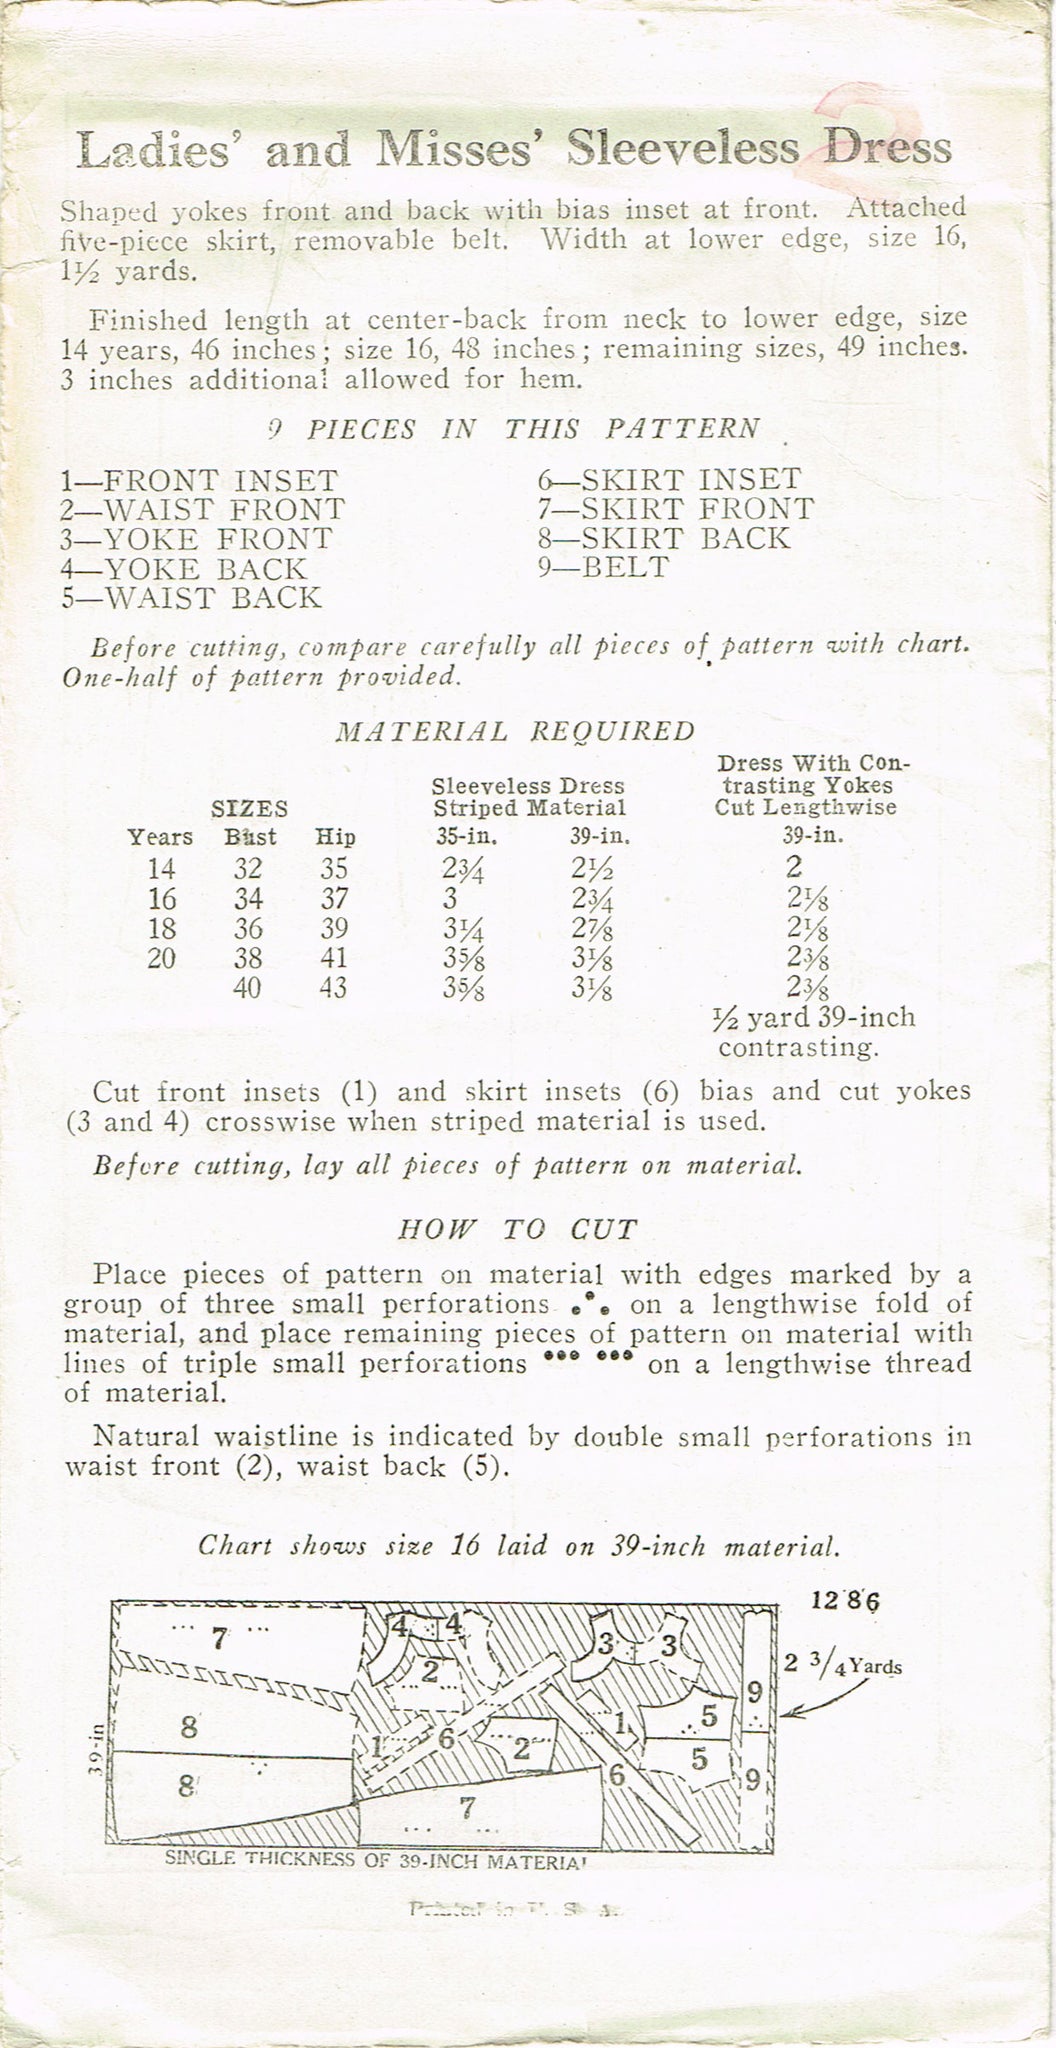 2
Ladies' and Misses' Sleeveless Dress
Shaped yokes front and back with bias inset at front. Attached
five-piece skirt, removable belt. Width at lower edge, size 16,
1½ yards.
Finished length at center-back from neck to lower edge, size
14 years, 46 inches; size 16, 48 inches; remaining sizes, 49 inches.
3 inches additional allowed for hem.
9 PIECES IN THIS PATTERN
1—FRONT INSET
2—WAIST FRONT
3—YOKE FRONT
4—YOKE BACK
5—WAIST BACK
6—SKIRT INSET
7—SKIRT FRONT
8—SKIRT BACK
9—BELT
Before cutting, compare carefully all pieces of pattern with chart.
One-half of pattern provided.
MATERIAL REQUIRED
SIZES
Sleeveless Dress
Striped Material
Dress With Con-
trasting Yokes
Cut Lengthwise
Years Bust Hip 35-in. 39-in. 39-in.
14 32 35 2¾ 2½ 2
16 34 37 3 2¾ 2⅛
18 36 39 3¼ 2⅞ 2⅛
20 38 41 3⅝ 3⅛ 2⅜
40 43 3⅝ 3⅛ 2⅜
½ yard 39-inch
contrasting.
Cut front insets (1) and skirt insets (6) bias and cut yokes
(3 and 4) crosswise when striped material is used.
Before cutting, lay all pieces of pattern on material.
HOW TO CUT
Place pieces of pattern on material with edges marked by a
group of three small perforations on a lengthwise fold of
material, and place remaining pieces of pattern on material with
lines of triple small perforations on a lengthwise thread
of material.
Natural waistline is indicated by double small perforations in
waist front (2), waist back (5).
Chart shows size 16 laid on 39-inch material.
1286
2 3/4 Yards
39-in
7
4
4
2
3
3
9
8
1
6
2
1
5
8
7
6
5
9
SINGLE THICKNESS OF 39-INCH MATERIAL
Printed in U. S. A.